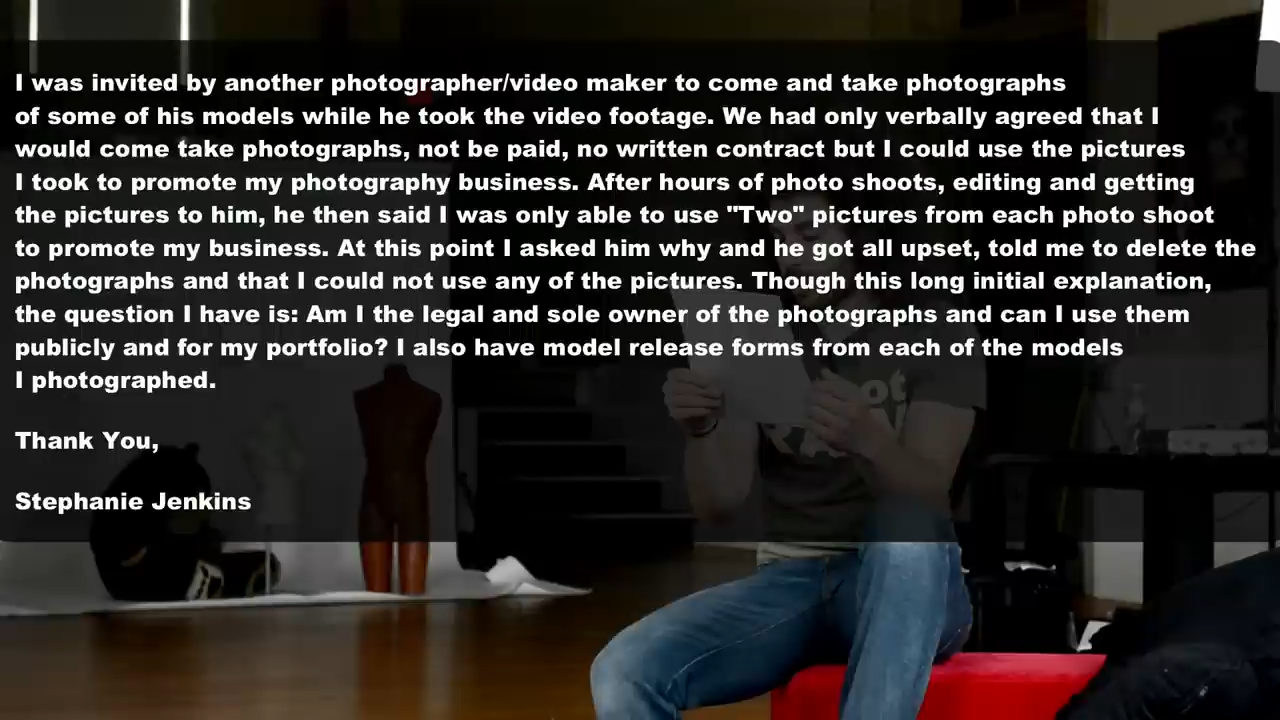 I was invited by another photographer/video maker to come and take photographs
of some of his models while he took the video footage. We had only verbally agreed that I
would come take photographs, not be paid, no written contract but I could use the pictures
I took to promote my photography business. After hours of photo shoots, editing and getting
the pictures to him, he then said I was only able to use "Two" pictures from each photo shoot
to promote my business. At this point I asked him why and he got all upset, told me to delete the
photographs and that I could not use any of the pictures. Though this long initial explanation,
the question I have is: Am I the legal and sole owner of the photographs and can I use them
publicly and for my portfolio? I also have model release forms from each of the models
I photographed.
Thank You,
Stephanie Jenkins